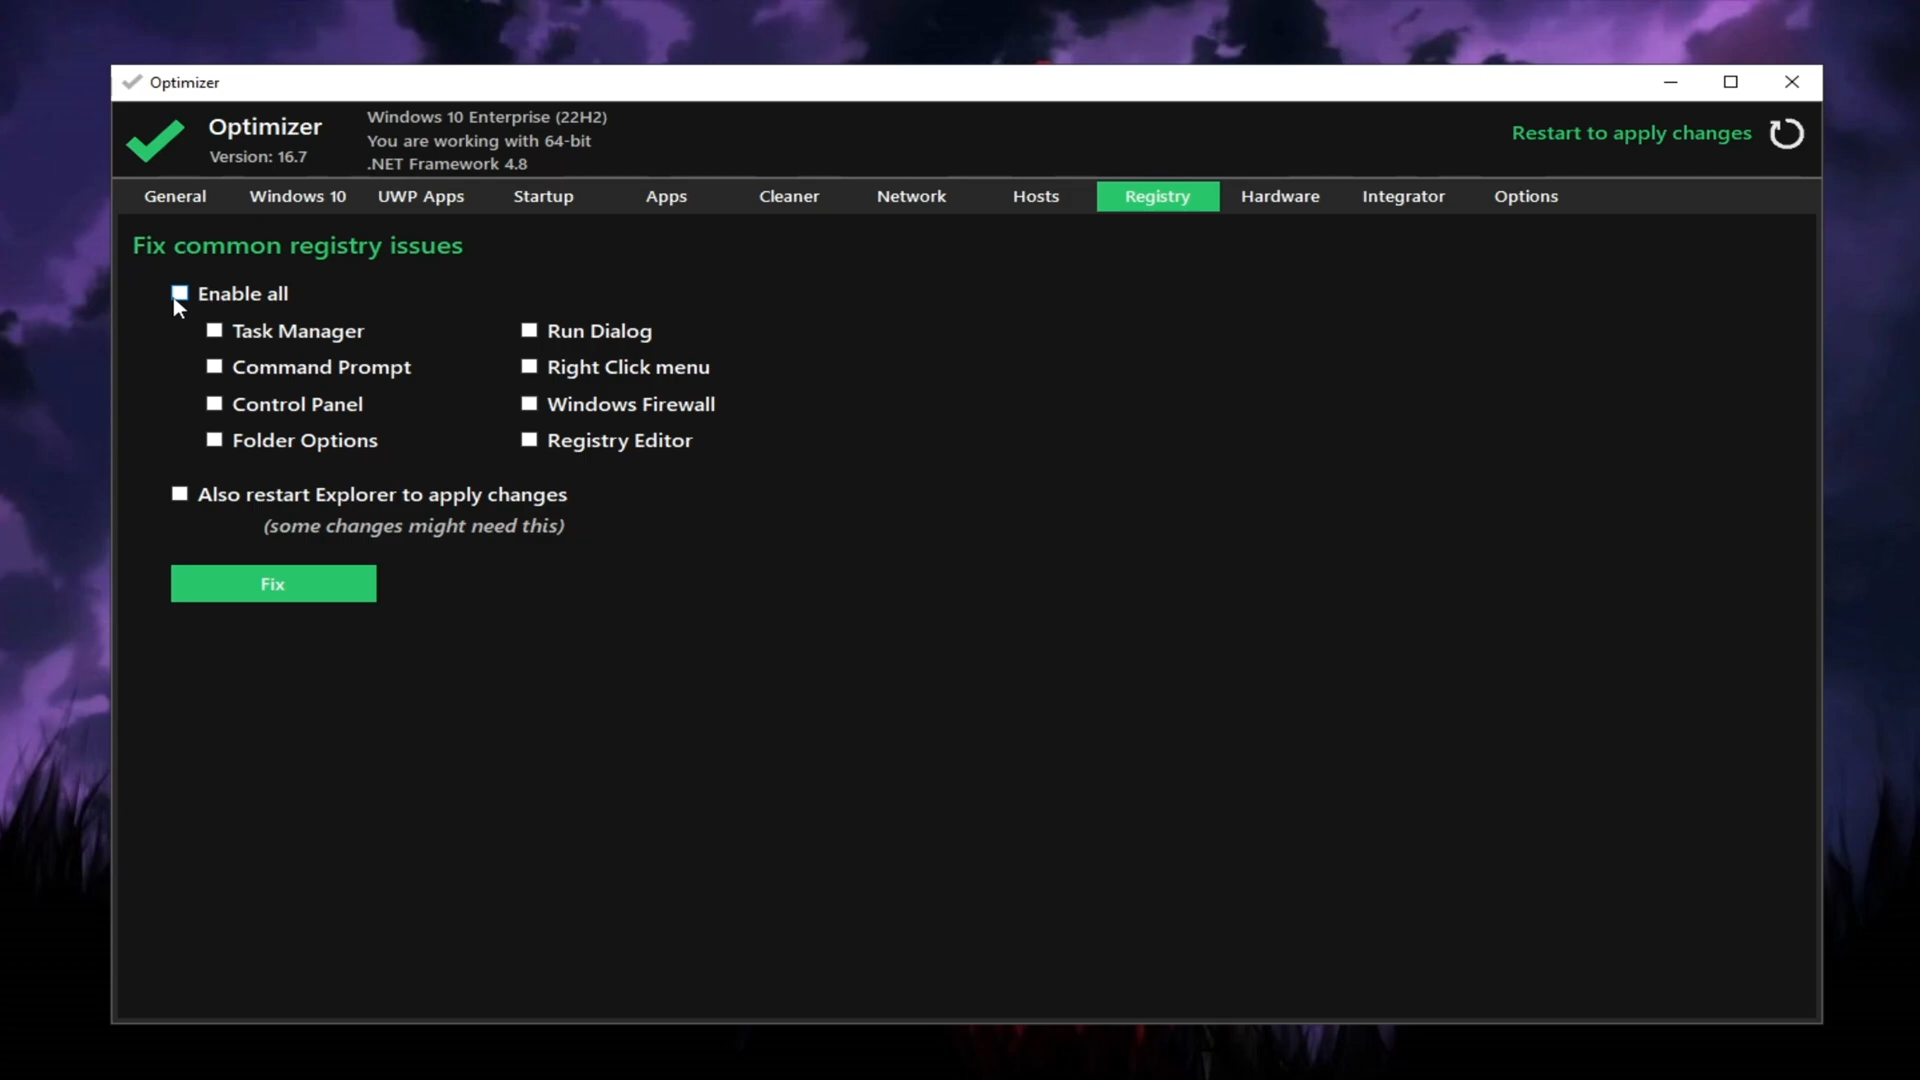 Optimizer
Optimizer
Version: 16.7
Windows 10 Enterprise (22H2)
You are working with 64-bit
.NET Framework 4.8
Restart to apply changes
General Windows 10 UWP Apps Startup Apps Cleaner Network Hosts Registry Hardware Integrator Options
Fix common registry issues
Enable all
Task Manager Run Dialog
Command Prompt Right Click menu
Control Panel Windows Firewall
Folder Options Registry Editor
Also restart Explorer to apply changes
(some changes might need this)
Fix